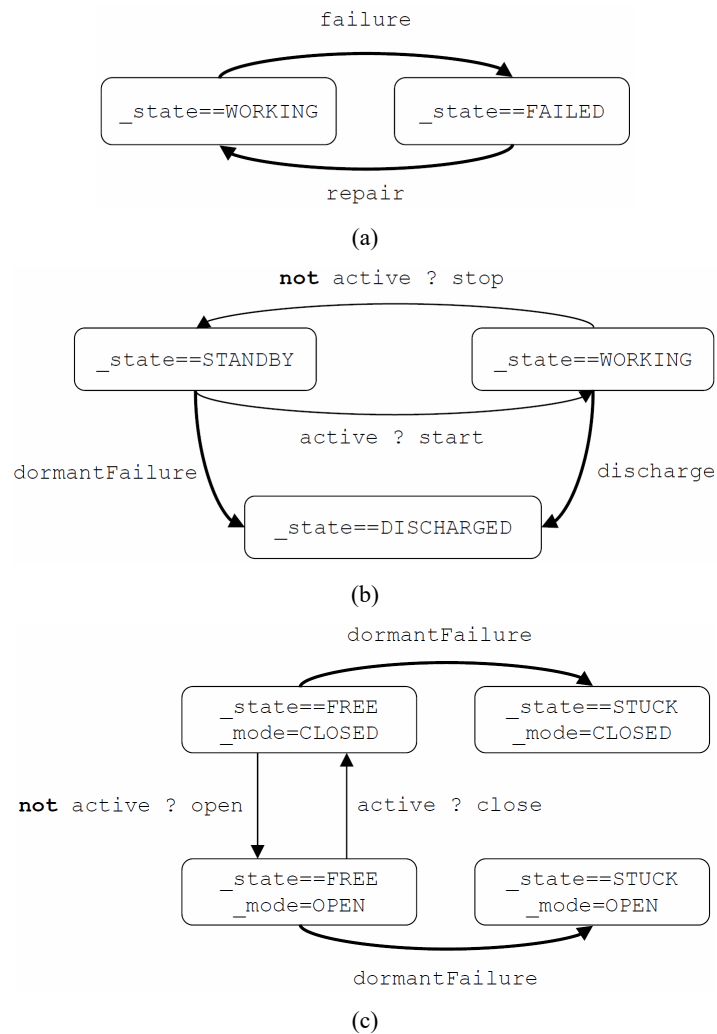 failure
_state==WORKING
_state==FAILED
repair
(a)
not active ? stop
_state==STANDBY
_state==WORKING
active ? start
dormantFailure
discharge
_state==DISCHARGED
(b)
dormantFailure
_state==FREE
_mode=CLOSED
_state==STUCK
_mode=CLOSED
not active ? open
active ? close
_state==FREE
_mode=OPEN
_state==STUCK
_mode=OPEN
dormantFailure
(c)